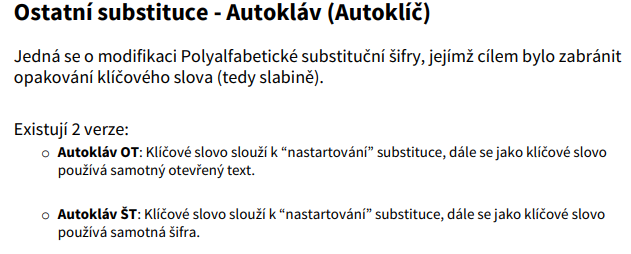 Ostatní substituce - Autokláv (Autoklíč)
Jedná se o modifikaci Polyalfabetické substituční šifry, jejímž cílem bylo zabránit
opakování klíčového slova (tedy slabině).
Existují 2 verze:
○ Autokláv OT: Klíčové slovo slouží k “nastartování” substituce, dále se jako klíčové slovo
používá samotný otevřený text.
○ Autokláv ŠT: Klíčové slovo slouží k “nastartování” substituce, dále se jako klíčové slovo
používá samotná šifra.